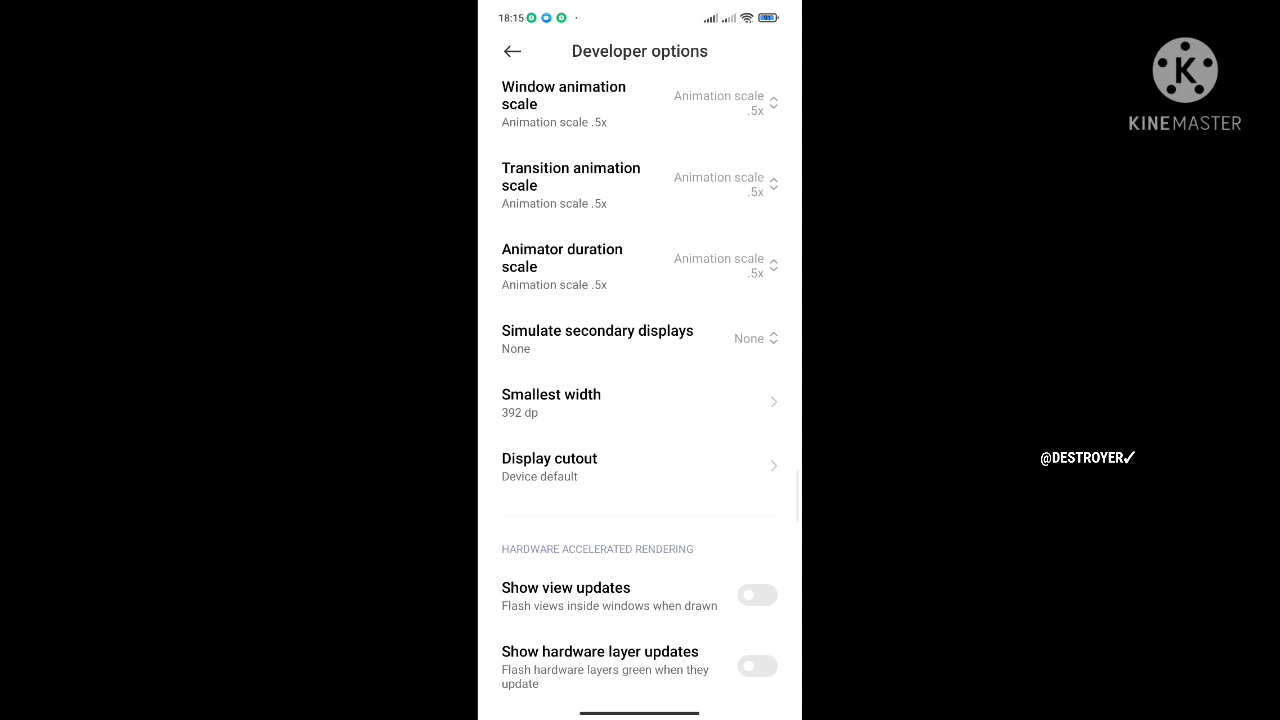 18:15
91
Developer options
Window animation
scale
Animation scale .5x
Animation scale
.5x
Transition animation
scale
Animation scale .5x
Animation scale
.5x
Animator duration
scale
Animation scale .5x
Animation scale
.5x
Simulate secondary displays
None
None
Smallest width
392 dp
Display cutout
Device default
HARDWARE ACCELERATED RENDERING
Show view updates
Flash views inside windows when drawn
Show hardware layer updates
Flash hardware layers green when they
update
K
KINEMASTER
@DESTROYER✓